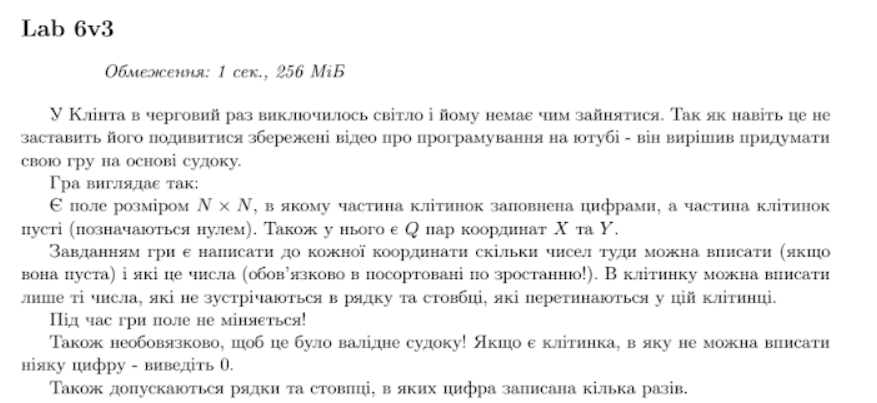 Lab 6v3
Обмеження: 1 сек., 256 МіБ
У Клінта в черговий раз виключилось світло і йому немає чим зайнятися. Так як навіть це не
заставить його подивитися збережені відео про програмування на ютубі - він вирішив придумати
свою гру на основі судоку.
Гра виглядає так:
Є поле розміром N × N, в якому частина клітинок заповнена цифрами, а частина клітинок
пусті (позначаються нулем). Також у нього є Q пар координат X та Y.
Завданням гри є написати до кожної координати скільки чисел туди можна вписати (якщо
вона пуста) і які це числа (обов'язково в посортовані по зростанню!). В клітинку можна вписати
лише ті числа, які не зустрічаються в рядку та стовбці, які перетинаються у цій клітинці.
Під час гри поле не міняється!
Також необовязково, щоб це було валідне судоку! Якщо є клітинка, в яку не можна вписати
ніяку цифру - виведіть 0.
Також допускаються рядки та стовпці, в яких цифра записана кілька разів.